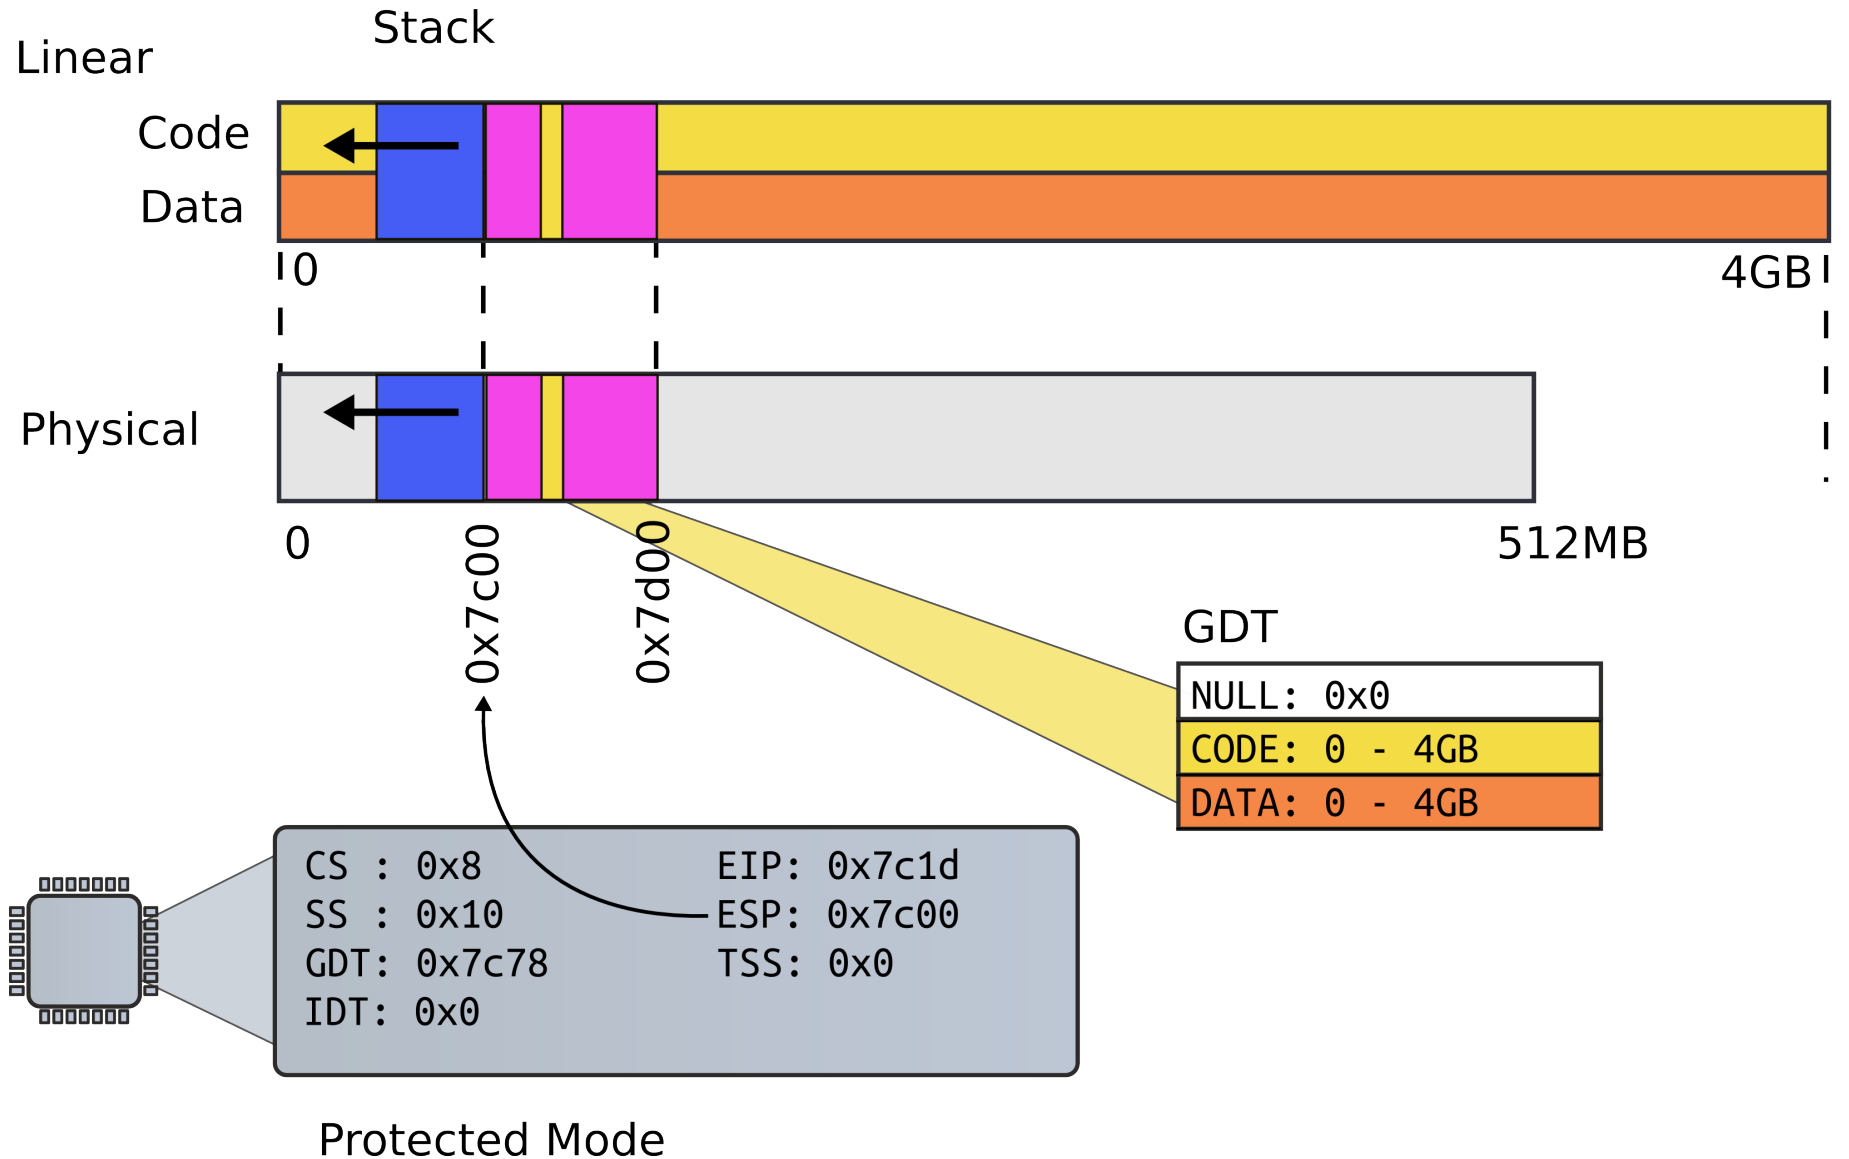 Stack
Linear
Code
Data
0
4GB
Physical
0
0x7c00
0x7d00
512MB
GDT
NULL: 0x0
CODE: 0 - 4GB
DATA: 0 - 4GB
CS : 0x8
SS : 0x10
GDT: 0x7c78
IDT: 0x0
EIP: 0x7c1d
ESP: 0x7c00
TSS: 0x0
Protected Mode